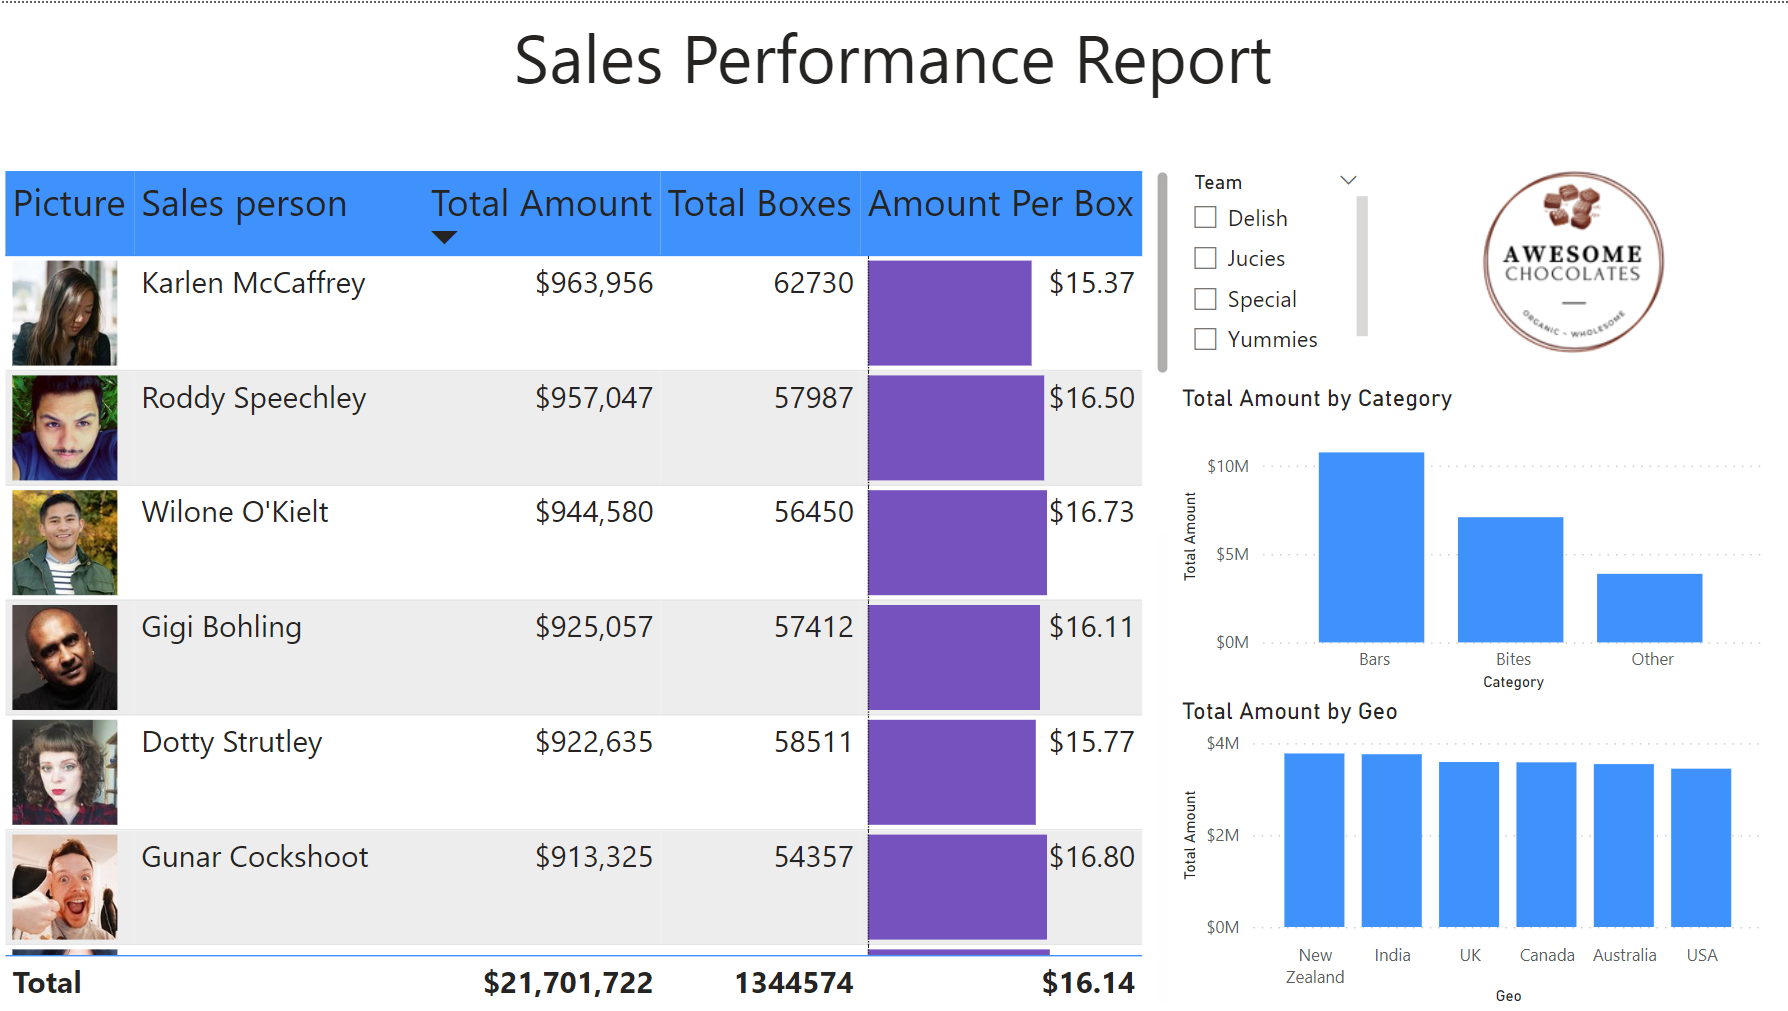 Sales Performance Report
Picture Sales person Total Amount Total Boxes Amount Per Box
Karlen McCaffrey $963,956 62730 $15.37
Roddy Speechley $957,047 57987 $16.50
Wilone O'Kielt $944,580 56450 $16.73
Gigi Bohling $925,057 57412 $16.11
Dotty Strutley $922,635 58511 $15.77
Gunar Cockshoot $913,325 54357 $16.80
Total $21,701,722 1344574 $16.14
Team
Delish
Jucies
Special
Yummies
AWESOME
CHOCOLATES
ORGANIC - WHOLESOME
Total Amount by Category
Total Amount
$10M
$5M
$0M
Bars Bites Other
Category
Total Amount by Geo
Total Amount
$4M
$2M
$0M
New Zealand India UK Canada Australia USA
Geo